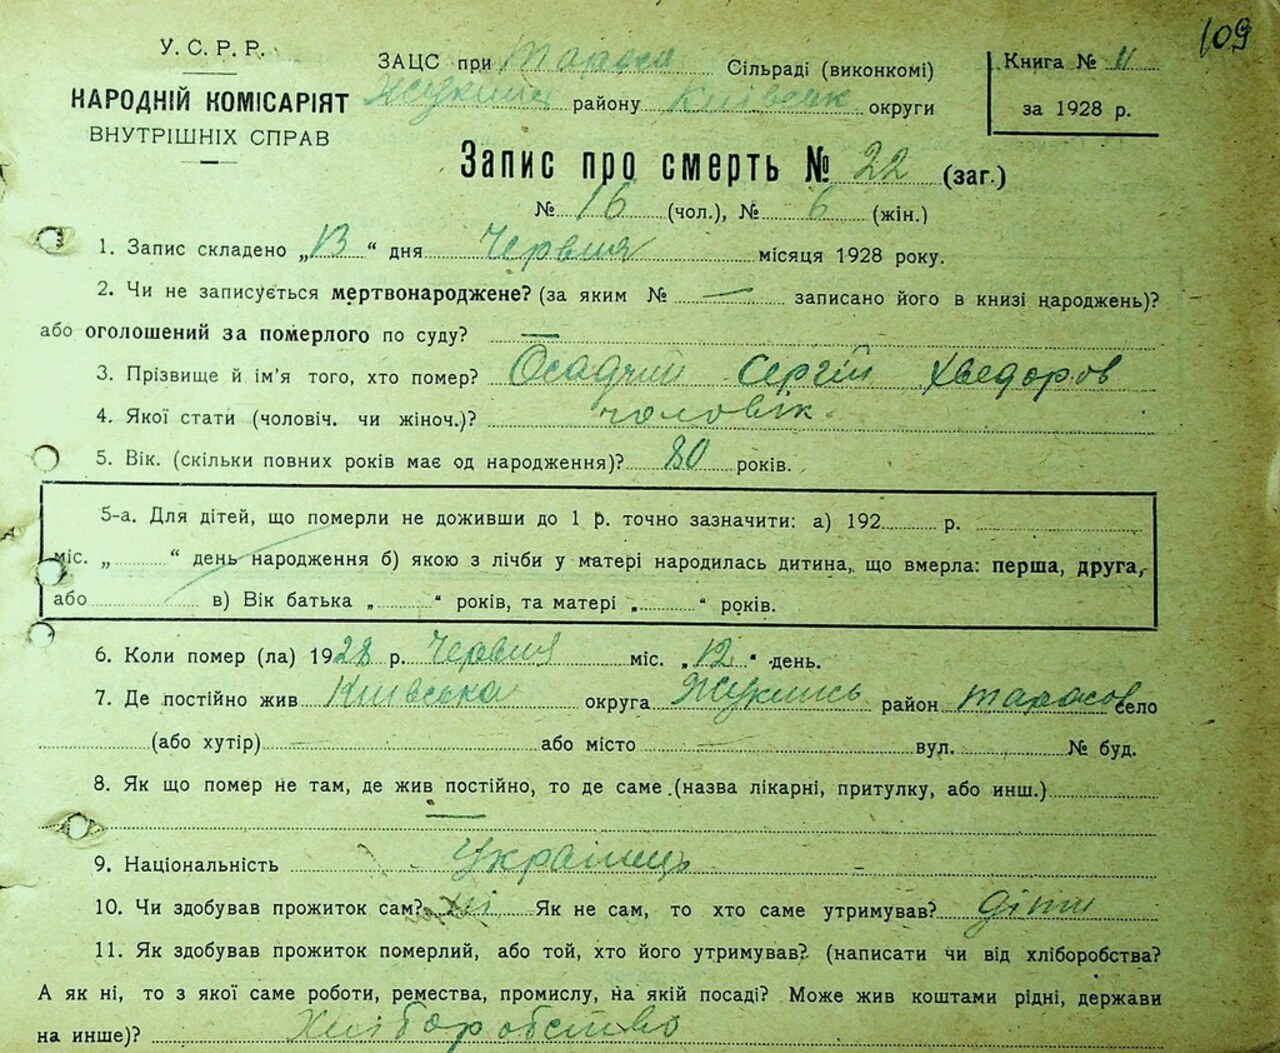 109
У. С. Р. Р.
НАРОДНІЙ КОМІСАРІЯТ
ВНУТРІШНІХ СПРАВ
ЗАЦС при Сільраді (виконкомі)
району Київськ округи
Книга №
за 1928 р.
Запис про смерть № 22 (заг.)
№ 16 (чол.), № 6 (жін.)
1. Запис складено „13“ дня Червня місяця 1928 року.
2. Чи не записується мертвонароджене? (за яким № — записано його в книзі народжень)?
або оголошений за померлого по суду? —
3. Прізвище й ім'я того, хто помер? Осадчий Сергій Хведоров
4. Якої стати (чоловіч. чи жіноч.)? чоловік.
5. Вік. (скільки повних років має од народження)? 80 років.
5-а. Для дітей, що померли не доживши до 1 р. точно зазначити: а) 192 р.
міс. „ “ день народження б) якою з лічби у матері народилась дитина, що вмерла: перша, друга,
або в) Вік батька „ “ років, та матері „ “ років.
6. Коли помер (ла) 1928 р. Червня міс. „12“ день.
7. Де постійно жив Київська округа район село
(або хутір) — або місто — вул. № буд.
8. Як що помер не там, де жив постійно, то де саме (назва лікарні, притулку, або инш.)
—
9. Національність Украінець
10. Чи здобував прожиток сам? Як не сам, то хто саме утримував? Діти
11. Як здобував прожиток померлий, або той, хто його утримував? (написати чи від хліборобства?
А як ні, то з якої саме роботи, ремества, промислу, на якій посаді? Може жив коштами рідні, держави
на инше)? Хліборобство